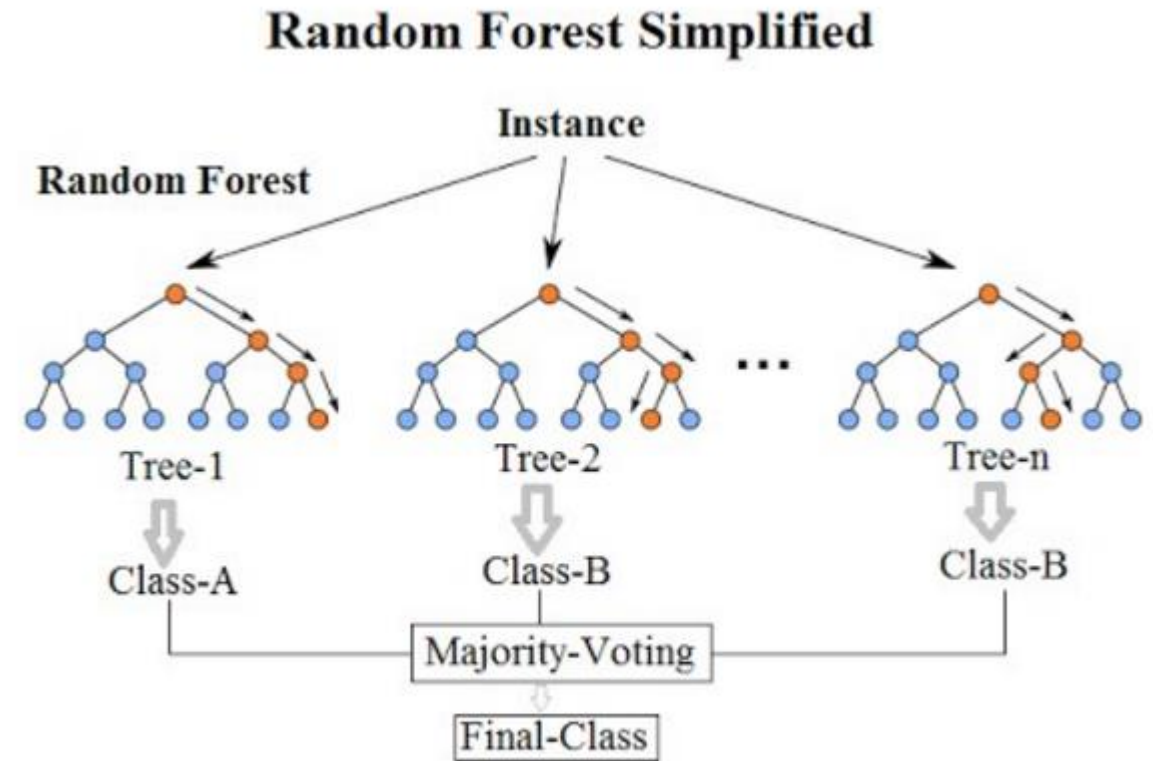 Random Forest Simplified
Instance
Random Forest
...
Tree-1
Tree-2
Tree-n
Class-A
Class-B
Class-B
Majority-Voting
Final-Class